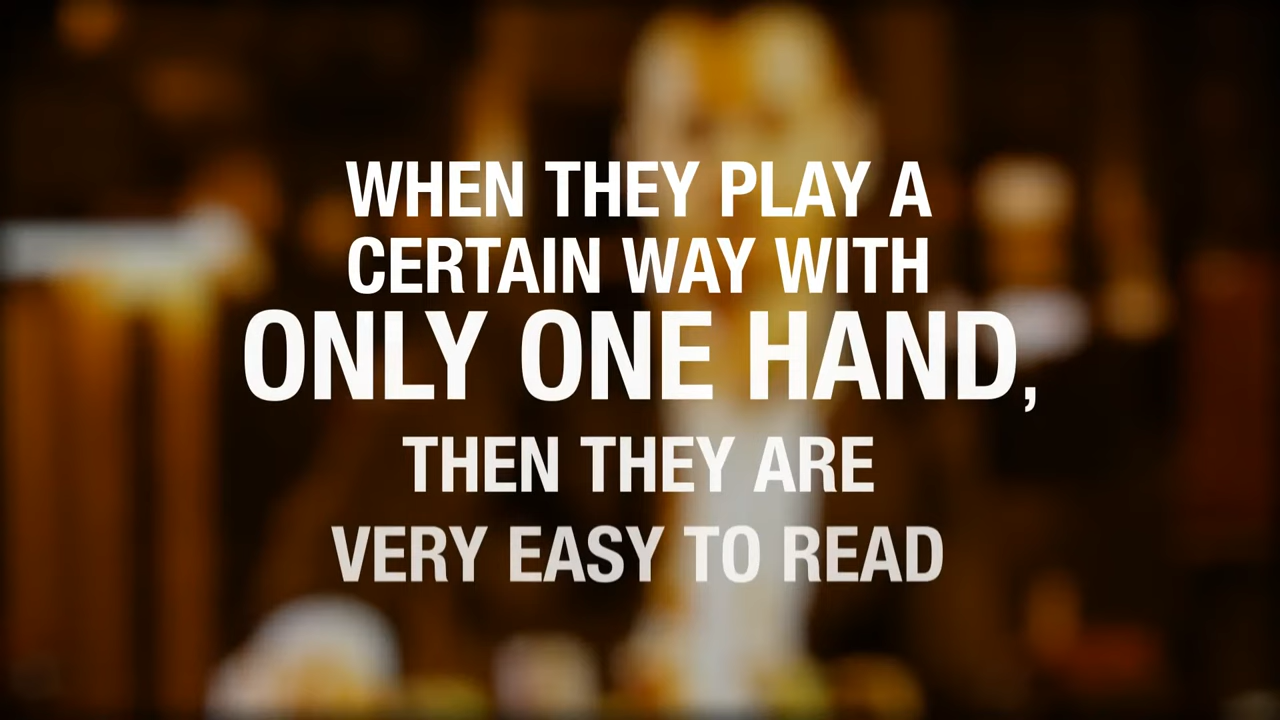 WHEN THEY PLAY A
CERTAIN WAY WITH
ONLY ONE HAND,
THEN THEY ARE
VERY EASY TO READ